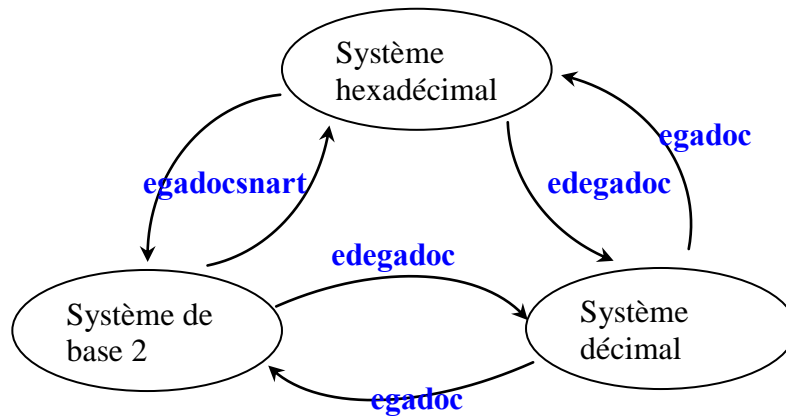 Système
hexadécimal
egadoc
egadocsnart
edegadoc
edegadoc
Système de
base 2
Système
décimal
egadoc